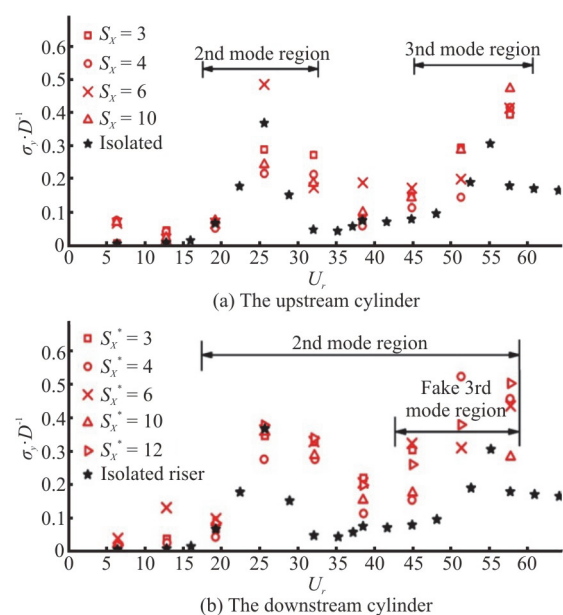 0.6
0.5
0.4
0.3
0.2
0.1
0
σy·D⁻¹
SX = 3
SX = 4
SX = 6
SX = 10
Isolated
2nd mode region
3nd mode region
0 5 10 15 20 25 30 35 40 45 50 55 60
Ur
(a) The upstream cylinder
0.6
0.5
0.4
0.3
0.2
0.1
0
σy·D⁻¹
SX* = 3
SX* = 4
SX* = 6
SX* = 10
SX* = 12
Isolated riser
2nd mode region
Fake 3rd
mode region
0 5 10 15 20 25 30 35 40 45 50 55 60
Ur
(b) The downstream cylinder